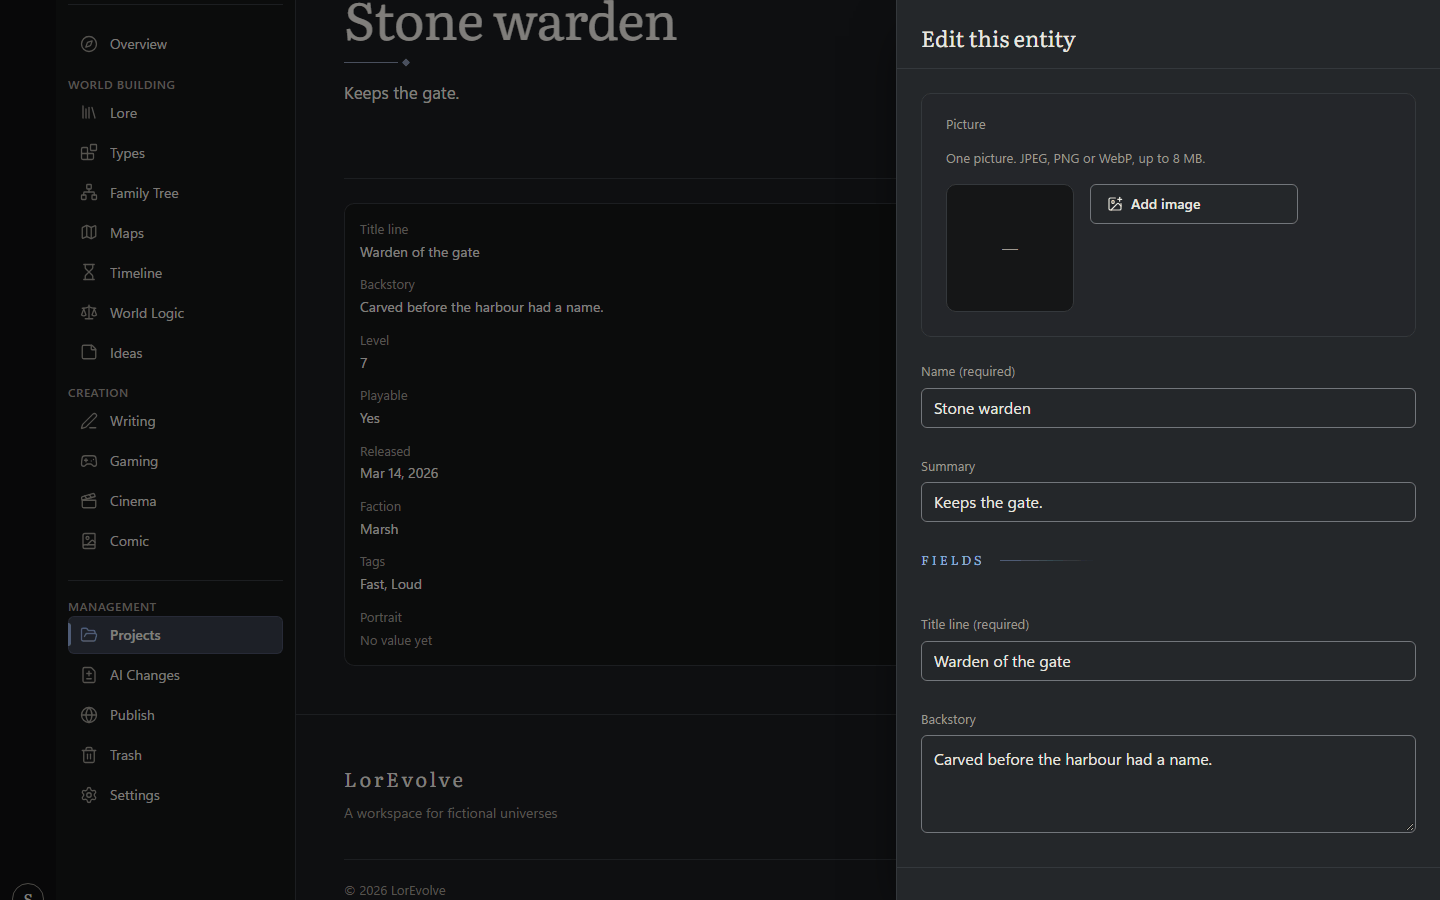 Overview
WORLD BUILDING
Lore
Types
Family Tree
Maps
Timeline
World Logic
Ideas
CREATION
Writing
Gaming
Cinema
Comic
MANAGEMENT
Projects
AI Changes
Publish
Trash
Settings
S
Stone warden
Keeps the gate.
Title line
Warden of the gate
Backstory
Carved before the harbour had a name.
Level
7
Playable
Yes
Released
Mar 14, 2026
Faction
Marsh
Tags
Fast, Loud
Portrait
No value yet
LorEvolve
A workspace for fictional universes
© 2026 LorEvolve
Edit this entity
Picture
One picture. JPEG, PNG or WebP, up to 8 MB.
—
Add image
Name (required)
Stone warden
Summary
Keeps the gate.
FIELDS
Title line (required)
Warden of the gate
Backstory
Carved before the harbour had a name.